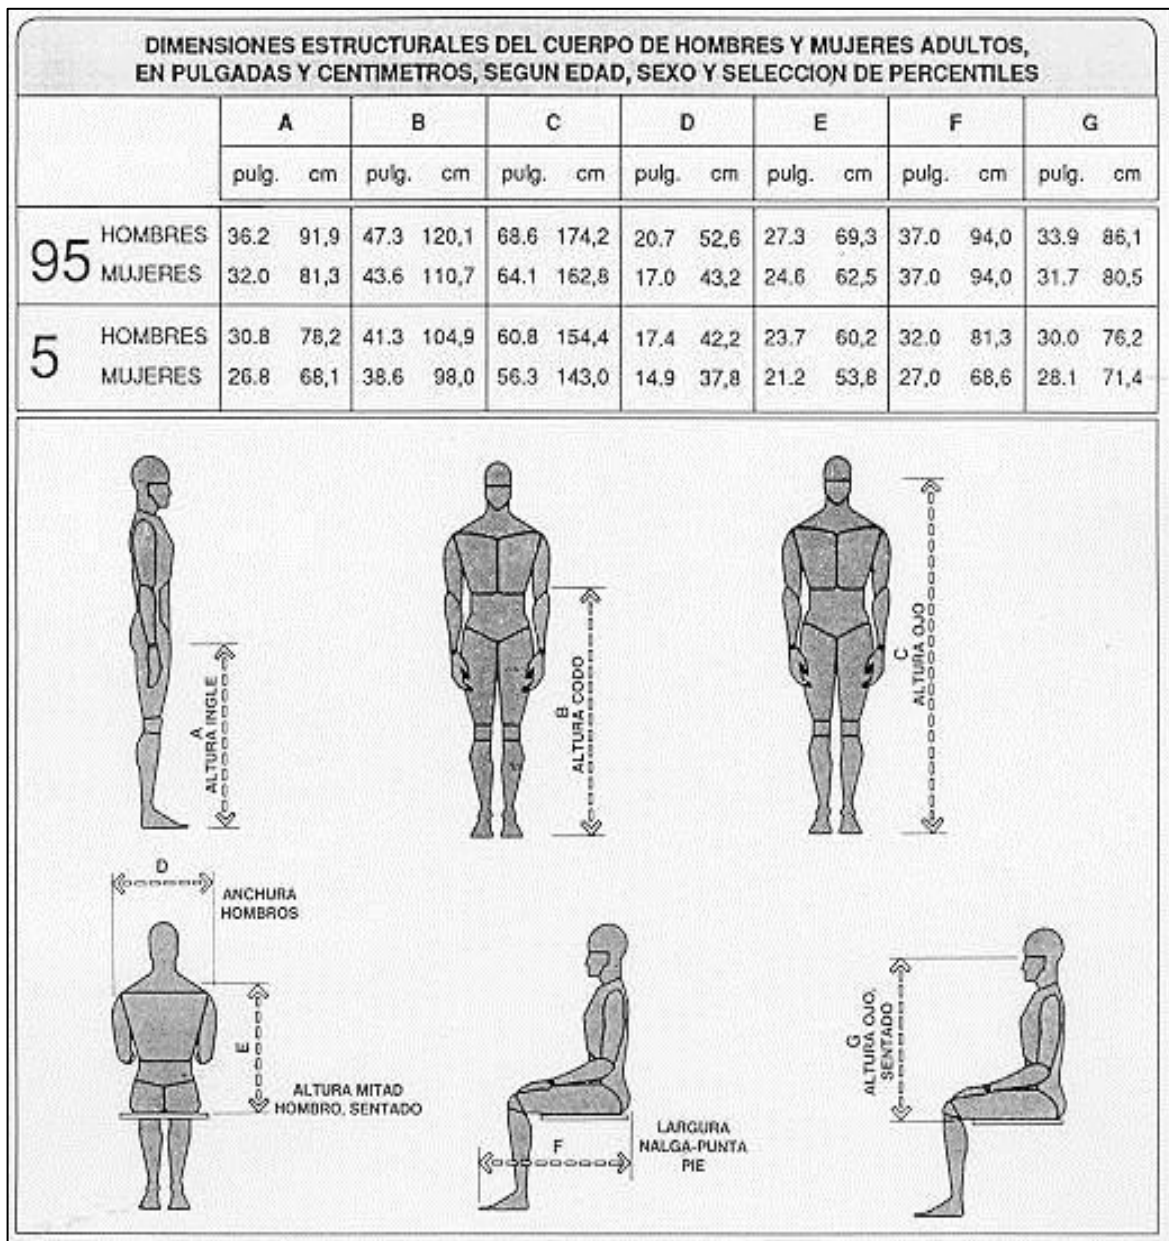 DIMENSIONES ESTRUCTURALES DEL CUERPO DE HOMBRES Y MUJERES ADULTOS,
EN PULGADAS Y CENTIMETROS, SEGUN EDAD, SEXO Y SELECCION DE PERCENTILES
A B C D E F G
pulg. cm pulg. cm pulg. cm pulg. cm pulg. cm pulg. cm pulg. cm
95 HOMBRES 36.2 91,9 47.3 120,1 68.6 174,2 20.7 52,6 27.3 69,3 37.0 94,0 33.9 86,1
MUJERES 32.0 81,3 43.6 110,7 64.1 162,8 17.0 43,2 24.6 62,5 37.0 94,0 31.7 80,5
5 HOMBRES 30.8 78,2 41.3 104,9 60.8 154,4 17.4 42,2 23.7 60,2 32.0 81,3 30.0 76,2
MUJERES 26.8 68,1 38.6 98,0 56.3 143,0 14.9 37,8 21.2 53,8 27,0 68,6 28.1 71,4
A
ALTURA INGLE
B
ALTURA CODO
C
ALTURA OJO
D
ANCHURA
HOMBROS
E
ALTURA MITAD
HOMBRO, SENTADO
F
LARGURA
NALGA-PUNTA
PIE
G
ALTURA OJO,
SENTADO